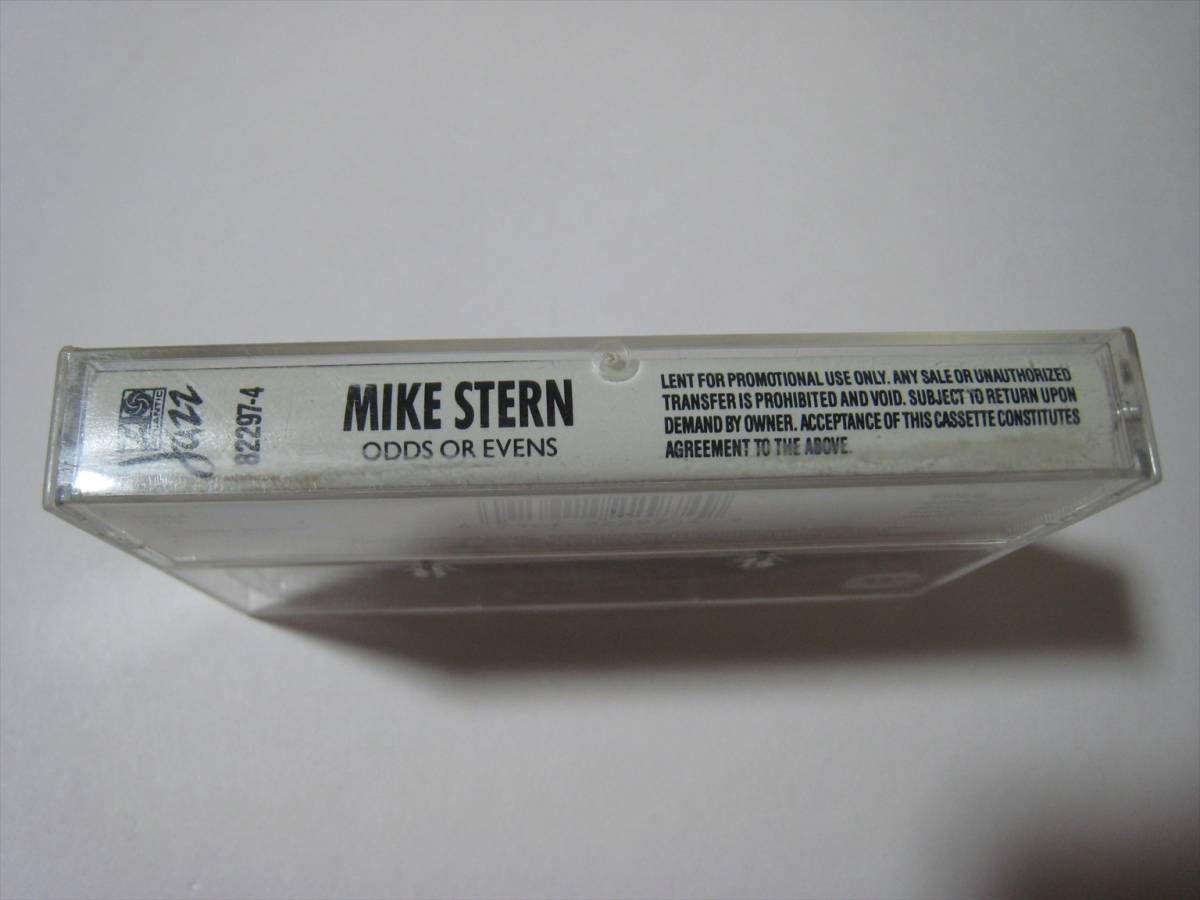 ATLANTIC
Jazz
82297-4
MIKE STERN
ODDS OR EVENS
LENT FOR PROMOTIONAL USE ONLY. ANY SALE OR UNAUTHORIZED
TRANSFER IS PROHIBITED AND VOID. SUBJECT TO RETURN UPON
DEMAND BY OWNER. ACCEPTANCE OF THIS CASSETTE CONSTITUTES
AGREEMENT TO THE ABOVE.